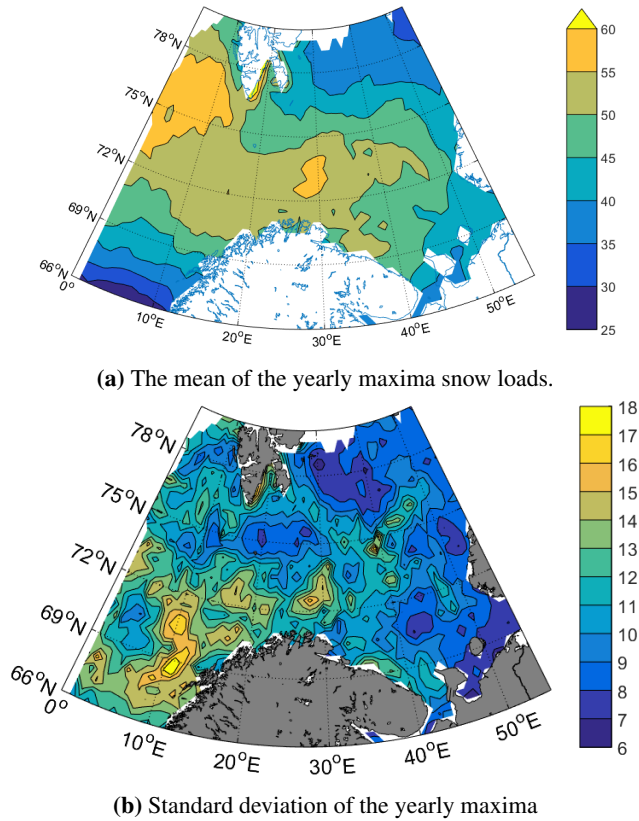 78°N
75°N
72°N
69°N
66°N
0°
10°E
20°E
30°E
40°E
50°E
60
55
50
45
40
35
30
25
(a) The mean of the yearly maxima snow loads.
78°N
75°N
72°N
69°N
66°N
0°
10°E
20°E
30°E
40°E
50°E
18
17
16
15
14
13
12
11
10
9
8
7
6
(b) Standard deviation of the yearly maxima